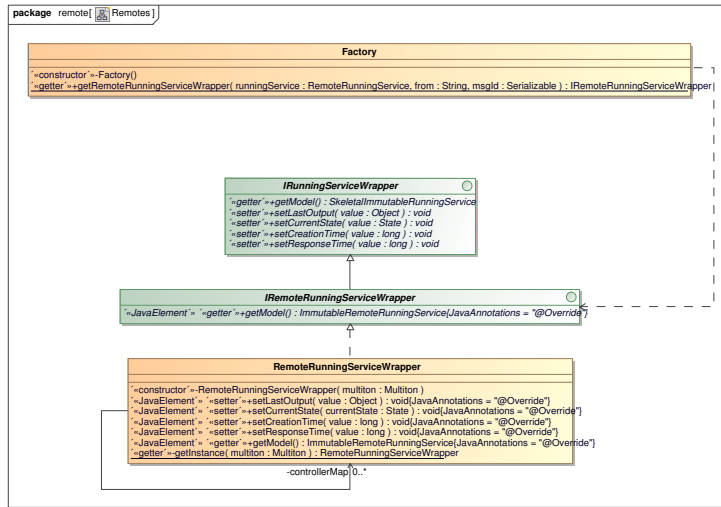 package remote[ Remotes ]
Factory
´«constructor´»-Factory()
´«getter´»+getRemoteRunningServiceWrapper( runningService : RemoteRunningService, from : String, msgId : Serializable ) : IRemoteRunningServiceWrapper
IRunningServiceWrapper
´«getter´»+getModel() : SkeletalImmutableRunningService
´«setter´»+setLastOutput( value : Object ) : void
´«setter´»+setCurrentState( value : State ) : void
´«setter´»+setCreationTime( value : long ) : void
´«setter´»+setResponseTime( value : long ) : void
IRemoteRunningServiceWrapper
´«JavaElement´» ´«getter´»+getModel() : ImmutableRemoteRunningService{JavaAnnotations = "@Override"}
RemoteRunningServiceWrapper
´«constructor´»-RemoteRunningServiceWrapper( multiton : Multiton )
´«JavaElement´» ´«setter´»+setLastOutput( value : Object ) : void{JavaAnnotations = "@Override"}
´«JavaElement´» ´«setter´»+setCurrentState( currentState : State ) : void{JavaAnnotations = "@Override"}
´«JavaElement´» ´«setter´»+setCreationTime( value : long ) : void{JavaAnnotations = "@Override"}
´«JavaElement´» ´«setter´»+setResponseTime( value : long ) : void{JavaAnnotations = "@Override"}
´«JavaElement´» ´«getter´»+getModel() : ImmutableRemoteRunningService{JavaAnnotations = "@Override"}
´«getter´»-getInstance( multiton : Multiton ) : RemoteRunningServiceWrapper
-controllerMap 0..*